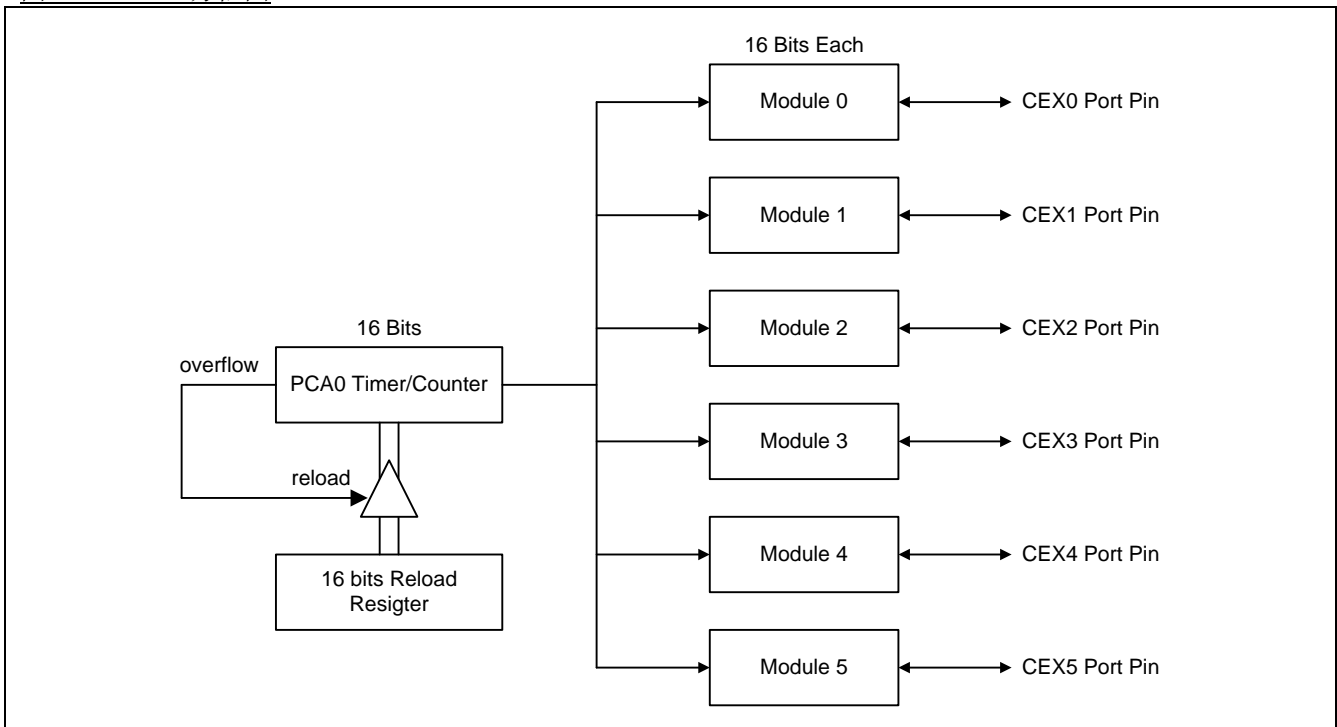 16 Bits Each
Module 0
CEX0 Port Pin
Module 1
CEX1 Port Pin
Module 2
CEX2 Port Pin
16 Bits
overflow
PCA0 Timer/Counter
Module 3
CEX3 Port Pin
reload
Module 4
CEX4 Port Pin
16 bits Reload
Resigter
Module 5
CEX5 Port Pin